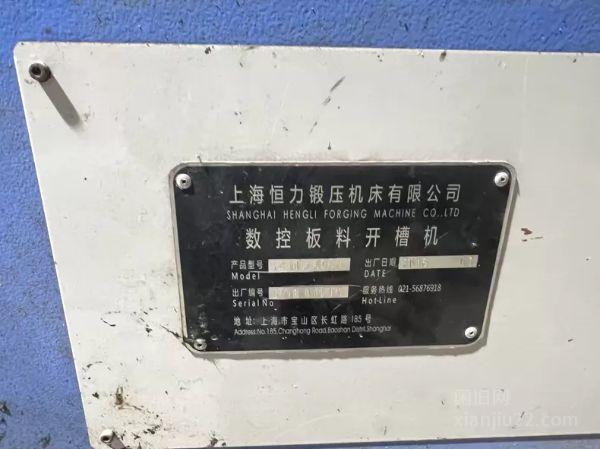 上海恒力锻压机床有限公司
SHANGHAI HENGLI FORGING MACHINE CO.,LTD
数控板料开槽机
产品型号 出厂日期
Model DATE
出厂编号 服务热线 021-56876918
Serial No Hot-Line
地址: 上海市宝山区长虹路185号
Address:No.185,Changhong Road,Baoshan Distrit,Shanghai
闲旧网
xianjiu2.com